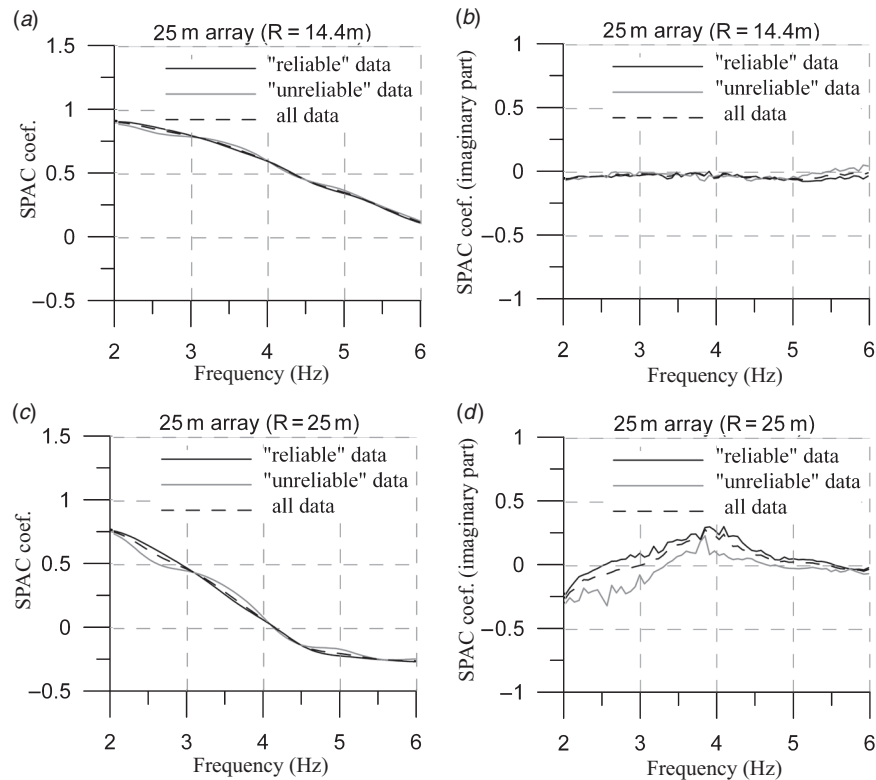 (a)
25 m array (R = 14.4m)
"reliable" data
"unreliable" data
all data
SPAC coef.
1.5
1
0.5
0
–0.5
2 3 4 5 6
Frequency (Hz)
(b)
25 m array (R = 14.4m)
"reliable" data
"unreliable" data
all data
SPAC coef. (imaginary part)
1
0.5
0
–0.5
–1
2 3 4 5 6
Frequency (Hz)
(c)
25 m array (R = 25 m)
"reliable" data
"unreliable" data
all data
SPAC coef.
1.5
1
0.5
0
–0.5
2 3 4 5 6
Frequency (Hz)
(d)
25 m array (R = 25 m)
"reliable" data
"unreliable" data
all data
SPAC coef. (imaginary part)
1
0.5
0
–0.5
–1
2 3 4 5 6
Frequency (Hz)